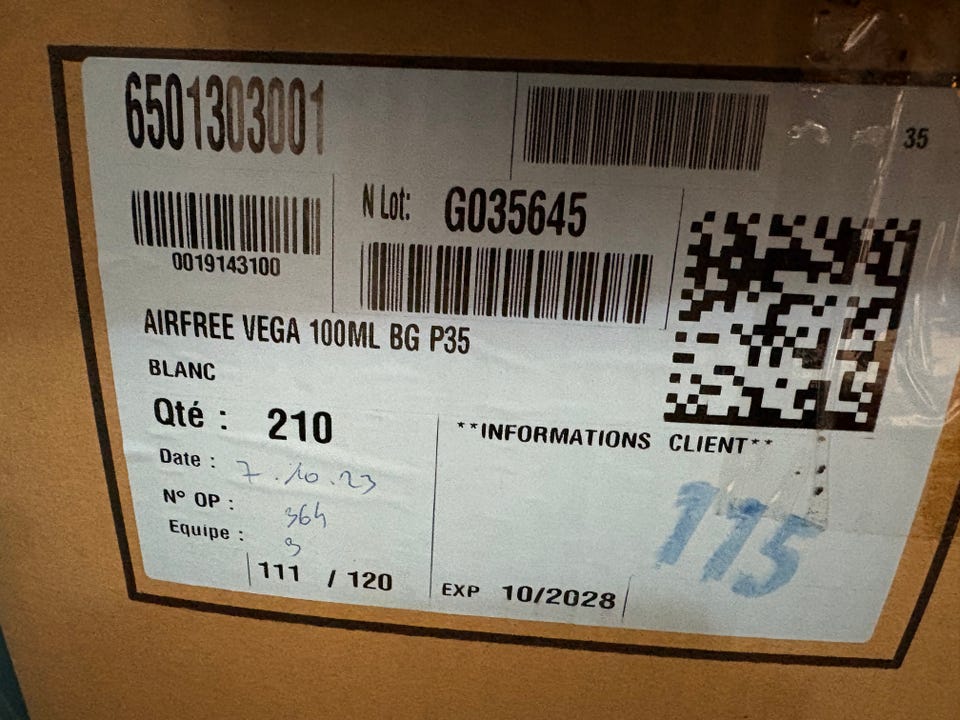 6501303001
35
N Lot: G035645
0019143100
AIRFREE VEGA 100ML BG P35
BLANC
Qté : 210
**INFORMATIONS CLIENT**
Date : 7.10.23
N° OP : 364
Equipe : 9
115
111 / 120
EXP 10/2028